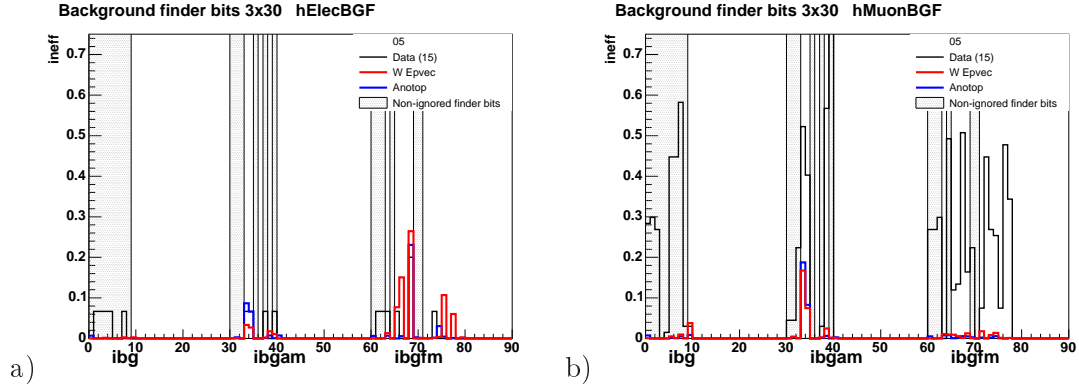 Background finder bits 3x30 hElecBGF
ineff
0.7
0.6
0.5
0.4
0.3
0.2
0.1
0
05
Data (15)
W Epvec
Anotop
Non-ignored finder bits
0 10 20 30 40 50 60 70 80 90
ibg ibgam ibgfm
a)
Background finder bits 3x30 hMuonBGF
ineff
0.7
0.6
0.5
0.4
0.3
0.2
0.1
0
05
Data (15)
W Epvec
Anotop
Non-ignored finder bits
0 10 20 30 40 50 60 70 80 90
ibg ibgam ibgfm
b)